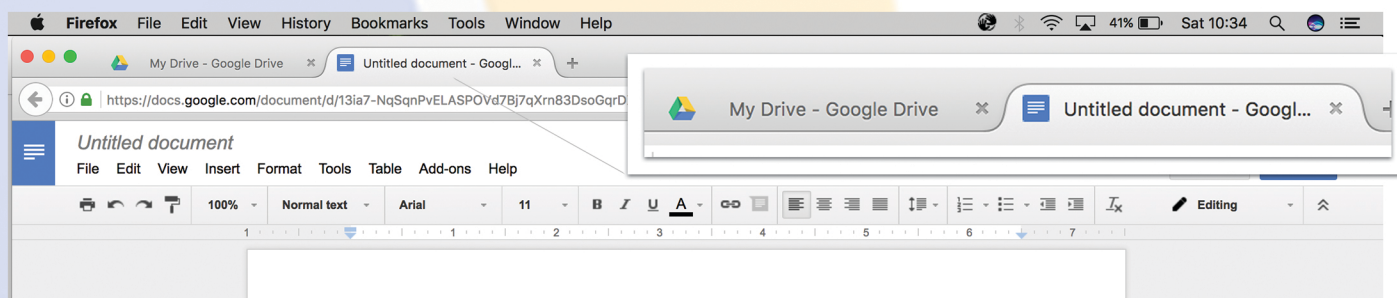 Firefox File Edit View History Bookmarks Tools Window Help 41% Sat 10:34
My Drive - Google Drive Untitled document - Googl...
https://docs.google.com/document/d/13ia7-NqSqnPvELASPOVd7Bj7qXrn83DsoGqrD
My Drive - Google Drive Untitled document - Googl...
Untitled document
File Edit View Insert Format Tools Table Add-ons Help
100% Normal text Arial 11 B I U A Editing
1 1 2 3 4 5 6 7